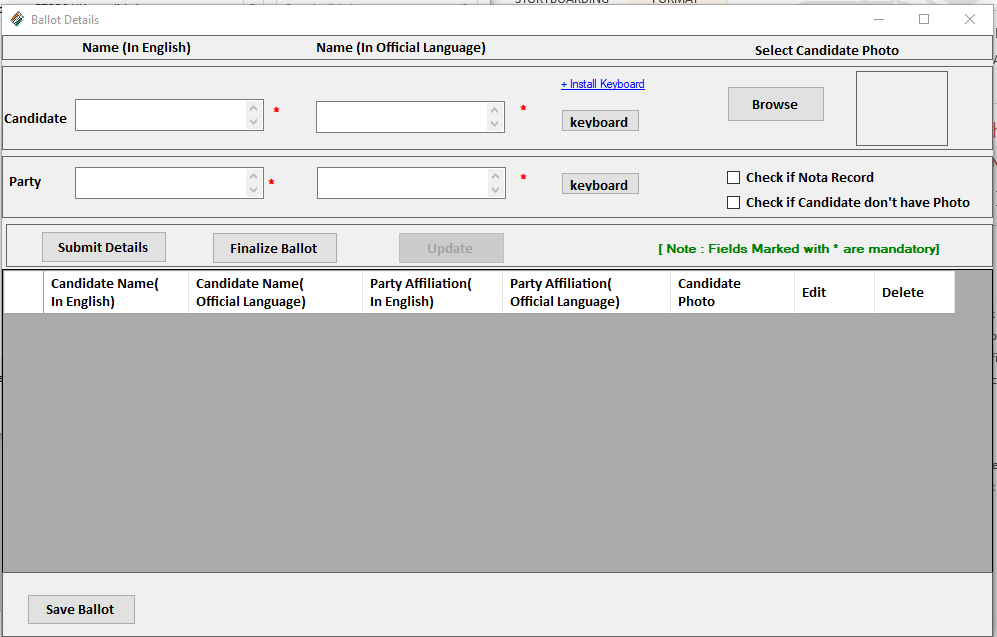 Ballot Details
Name (In English) Name (In Official Language) Select Candidate Photo
+ Install Keyboard
Candidate * * keyboard Browse
Party * * keyboard Check if Nota Record
Check if Candidate don't have Photo
Submit Details Finalize Ballot Update [ Note : Fields Marked with * are mandatory]
Candidate Name( Candidate Name( Party Affiliation( Party Affiliation( Candidate Edit Delete
In English) Official Language) In English) Official Language) Photo
Save Ballot